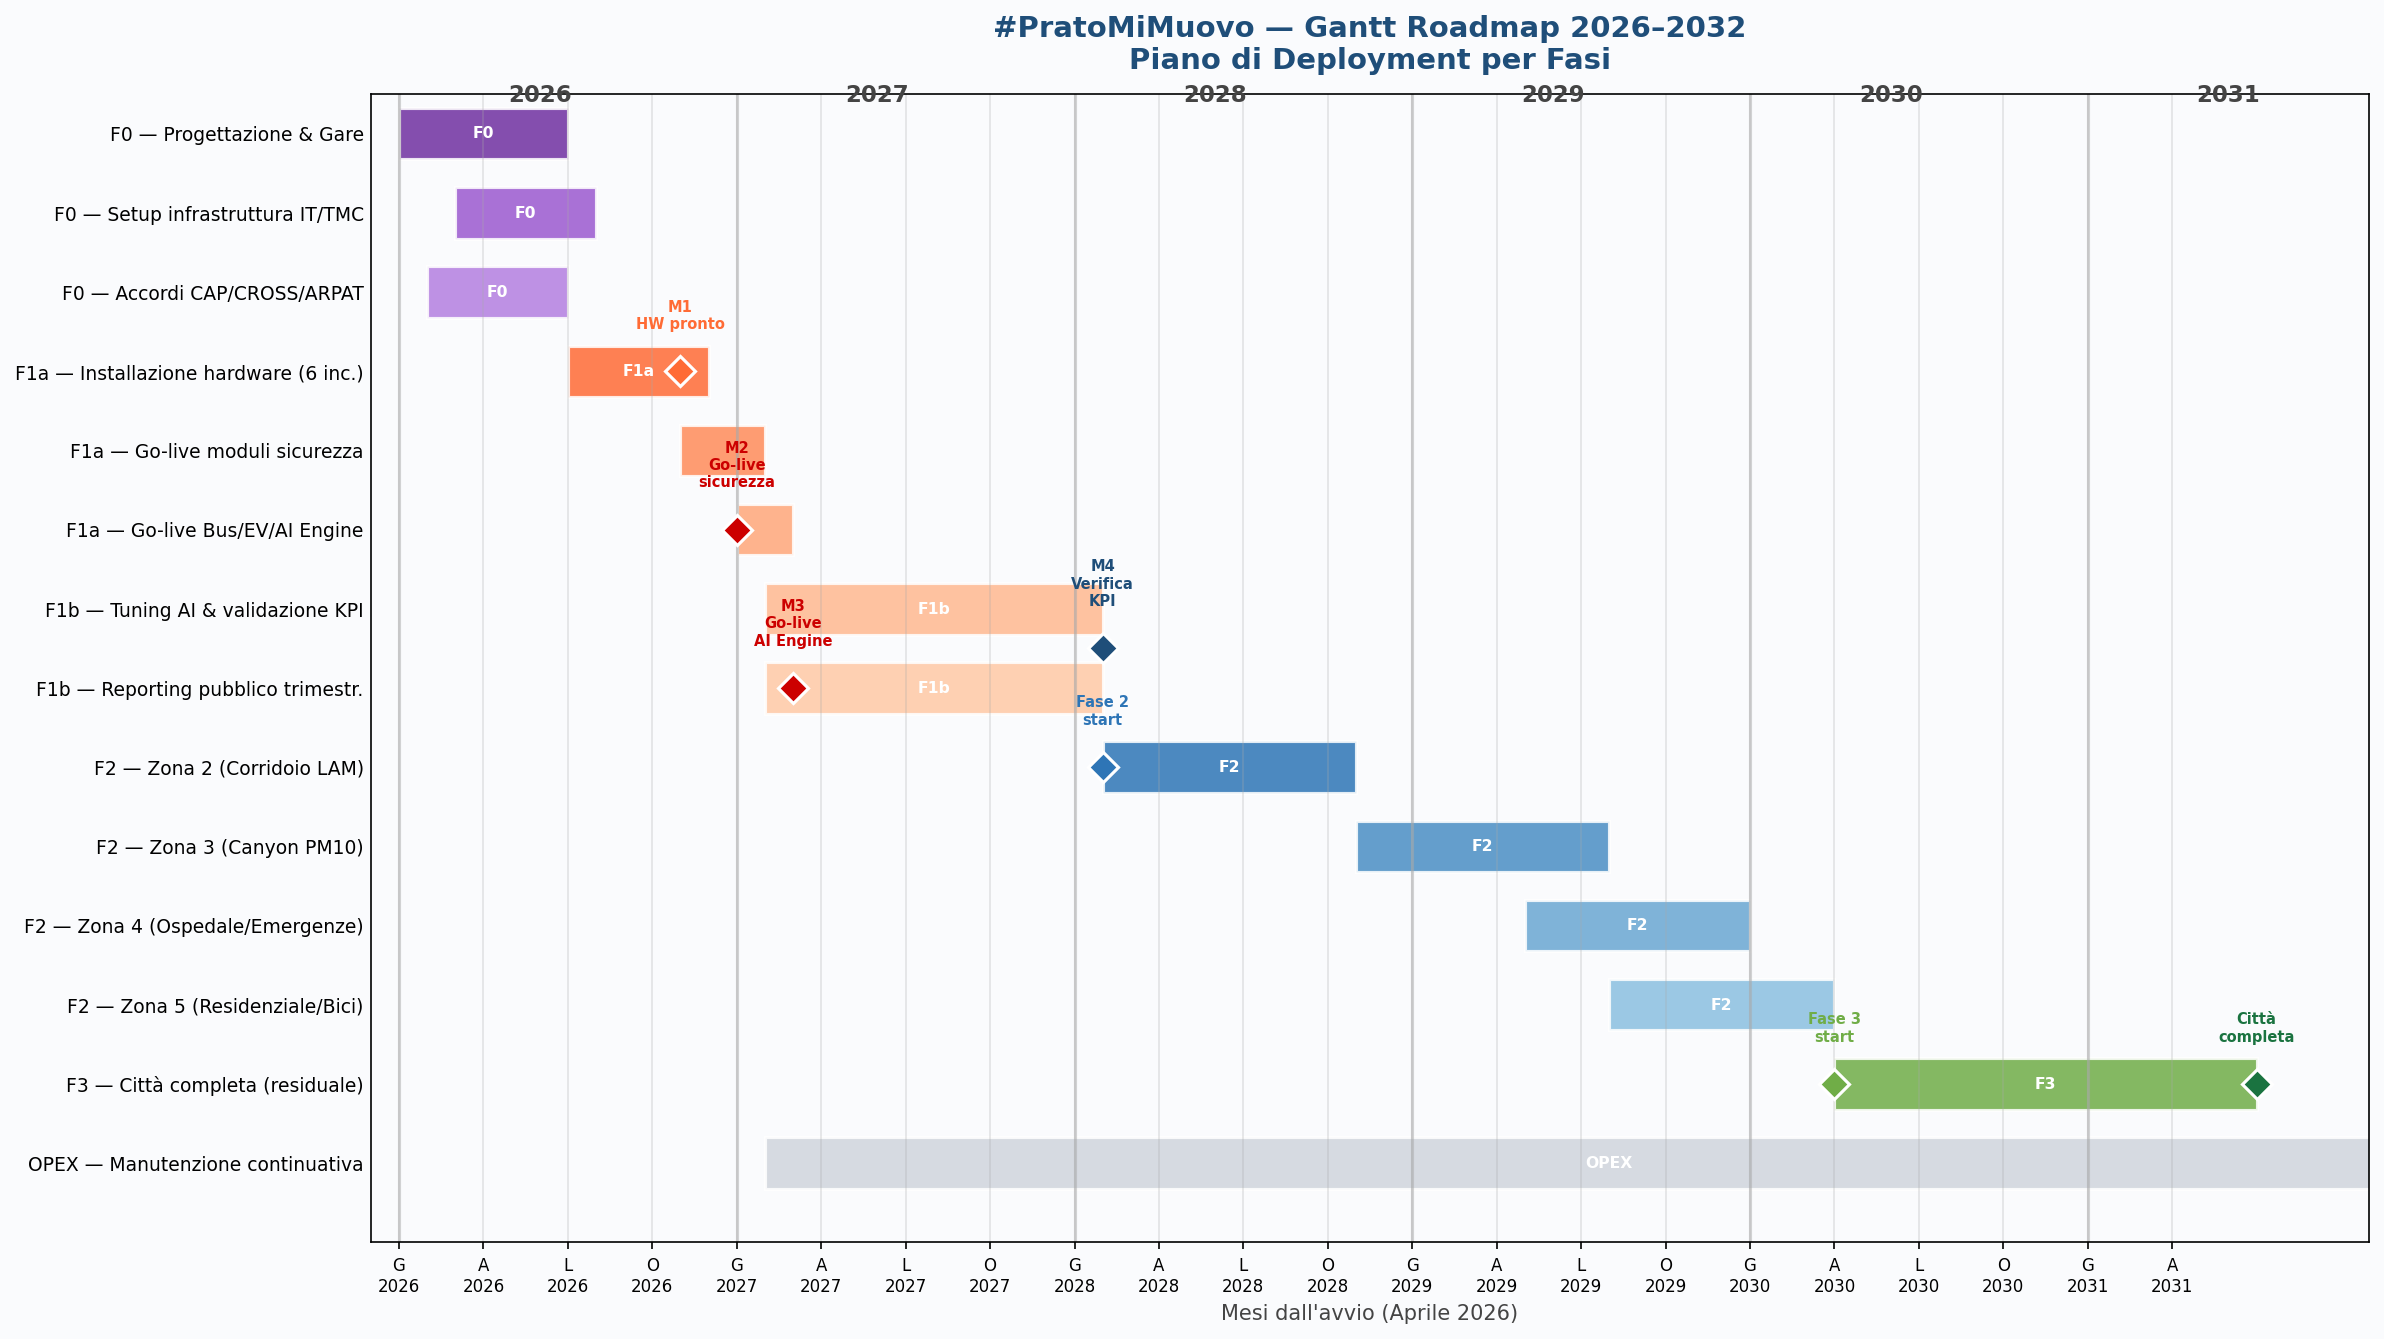 #PratoMiMuovo — Gantt Roadmap 2026–2032
Piano di Deployment per Fasi
2026 2027 2028 2029 2030 2031
F0 — Progettazione & Gare
F0
F0 — Setup infrastruttura IT/TMC
F0
F0 — Accordi CAP/CROSS/ARPAT
F0
M1
HW pronto
F1a — Installazione hardware (6 inc.)
F1a
F1a — Go-live moduli sicurezza
M2
Go-live
sicurezza
F1a — Go-live Bus/EV/AI Engine
M4
Verifica
KPI
F1b — Tuning AI & validazione KPI
F1b
M3
Go-live
AI Engine
F1b — Reporting pubblico trimestr.
F1b
Fase 2
start
F2 — Zona 2 (Corridoio LAM)
F2
F2 — Zona 3 (Canyon PM10)
F2
F2 — Zona 4 (Ospedale/Emergenze)
F2
F2 — Zona 5 (Residenziale/Bici)
F2
Fase 3
start
Città
completa
F3 — Città completa (residuale)
F3
OPEX — Manutenzione continuativa
OPEX
G A L O G A L O G A L O G A L O G A L O G A
2026 2026 2026 2026 2027 2027 2027 2027 2028 2028 2028 2028 2029 2029 2029 2029 2030 2030 2030 2030 2031 2031
Mesi dall'avvio (Aprile 2026)